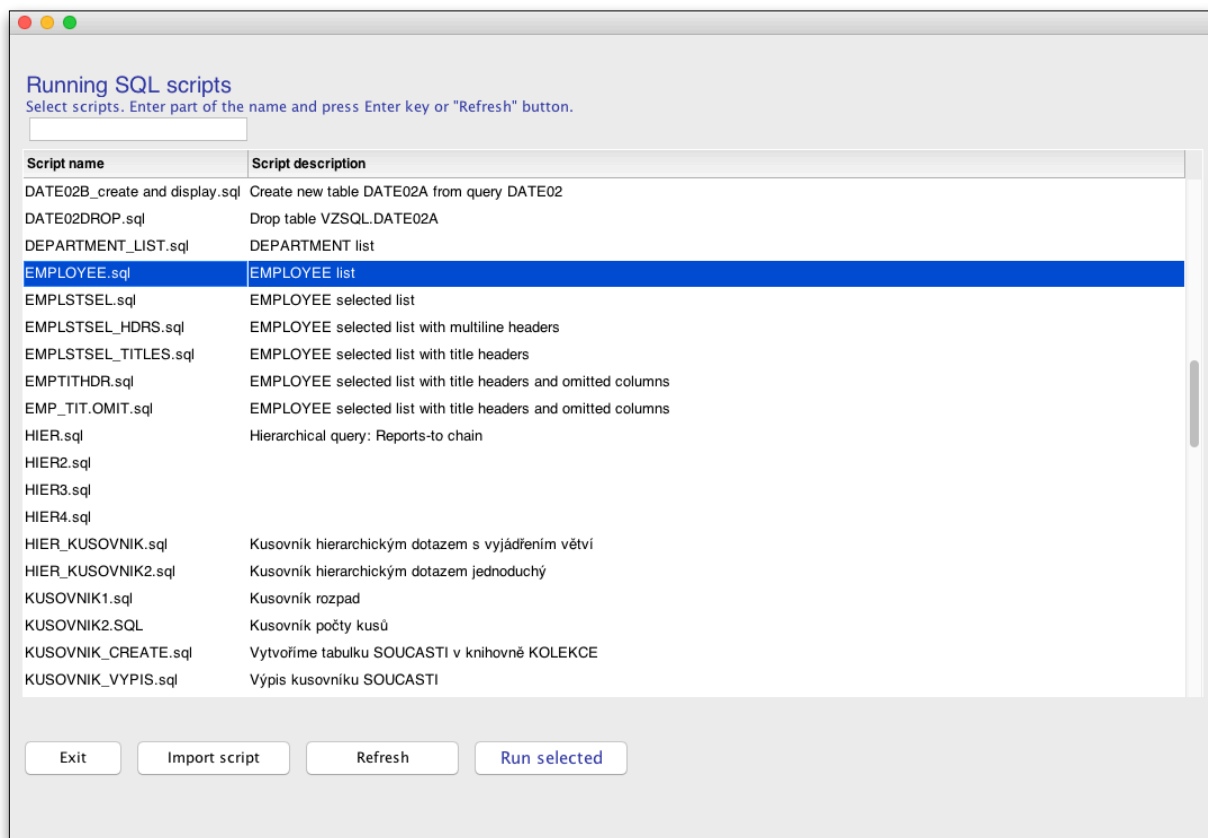 Running SQL scripts
Select scripts. Enter part of the name and press Enter key or "Refresh" button.
Script name Script description
DATE02B_create and display.sql Create new table DATE02A from query DATE02
DATE02DROP.sql Drop table VZSQL.DATE02A
DEPARTMENT_LIST.sql DEPARTMENT list
EMPLOYEE.sql EMPLOYEE list
EMPLSTSEL.sql EMPLOYEE selected list
EMPLSTSEL_HDRS.sql EMPLOYEE selected list with multiline headers
EMPLSTSEL_TITLES.sql EMPLOYEE selected list with title headers
EMPTITHDR.sql EMPLOYEE selected list with title headers and omitted columns
EMP_TIT.OMIT.sql EMPLOYEE selected list with title headers and omitted columns
HIER.sql Hierarchical query: Reports-to chain
HIER2.sql
HIER3.sql
HIER4.sql
HIER_KUSOVNIK.sql Kusovník hierarchickým dotazem s vyjádřením větví
HIER_KUSOVNIK2.sql Kusovník hierarchickým dotazem jednoduchý
KUSOVNIK1.sql Kusovník rozpad
KUSOVNIK2.SQL Kusovník počty kusů
KUSOVNIK_CREATE.sql Vytvoříme tabulku SOUCASTI v knihovně KOLEKCE
KUSOVNIK_VYPIS.sql Výpis kusovníku SOUCASTI
Exit Import script Refresh Run selected